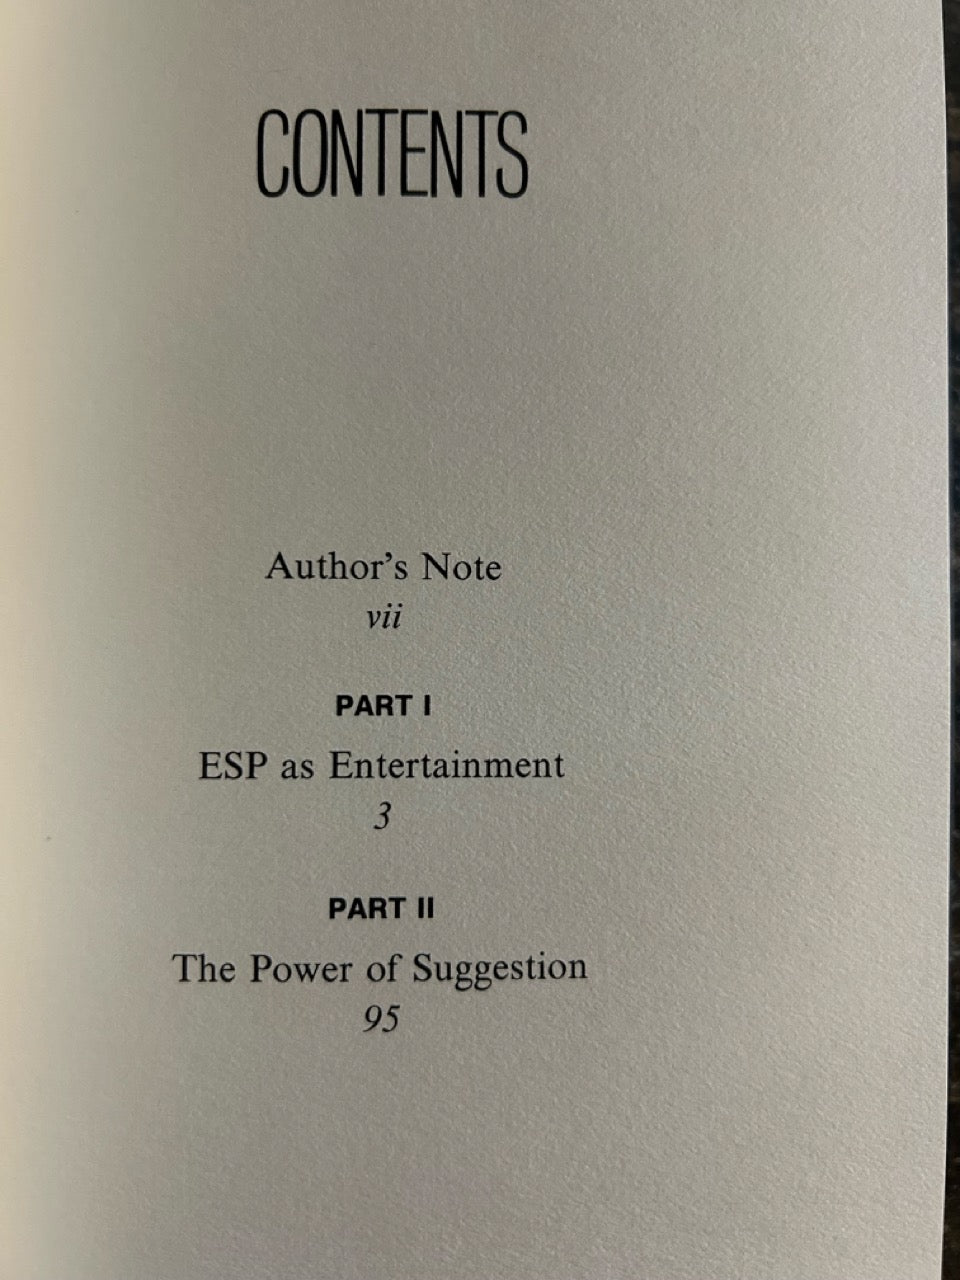 CONTENTS
Author’s Note
vii
PART I
ESP as Entertainment
3
PART II
The Power of Suggestion
95